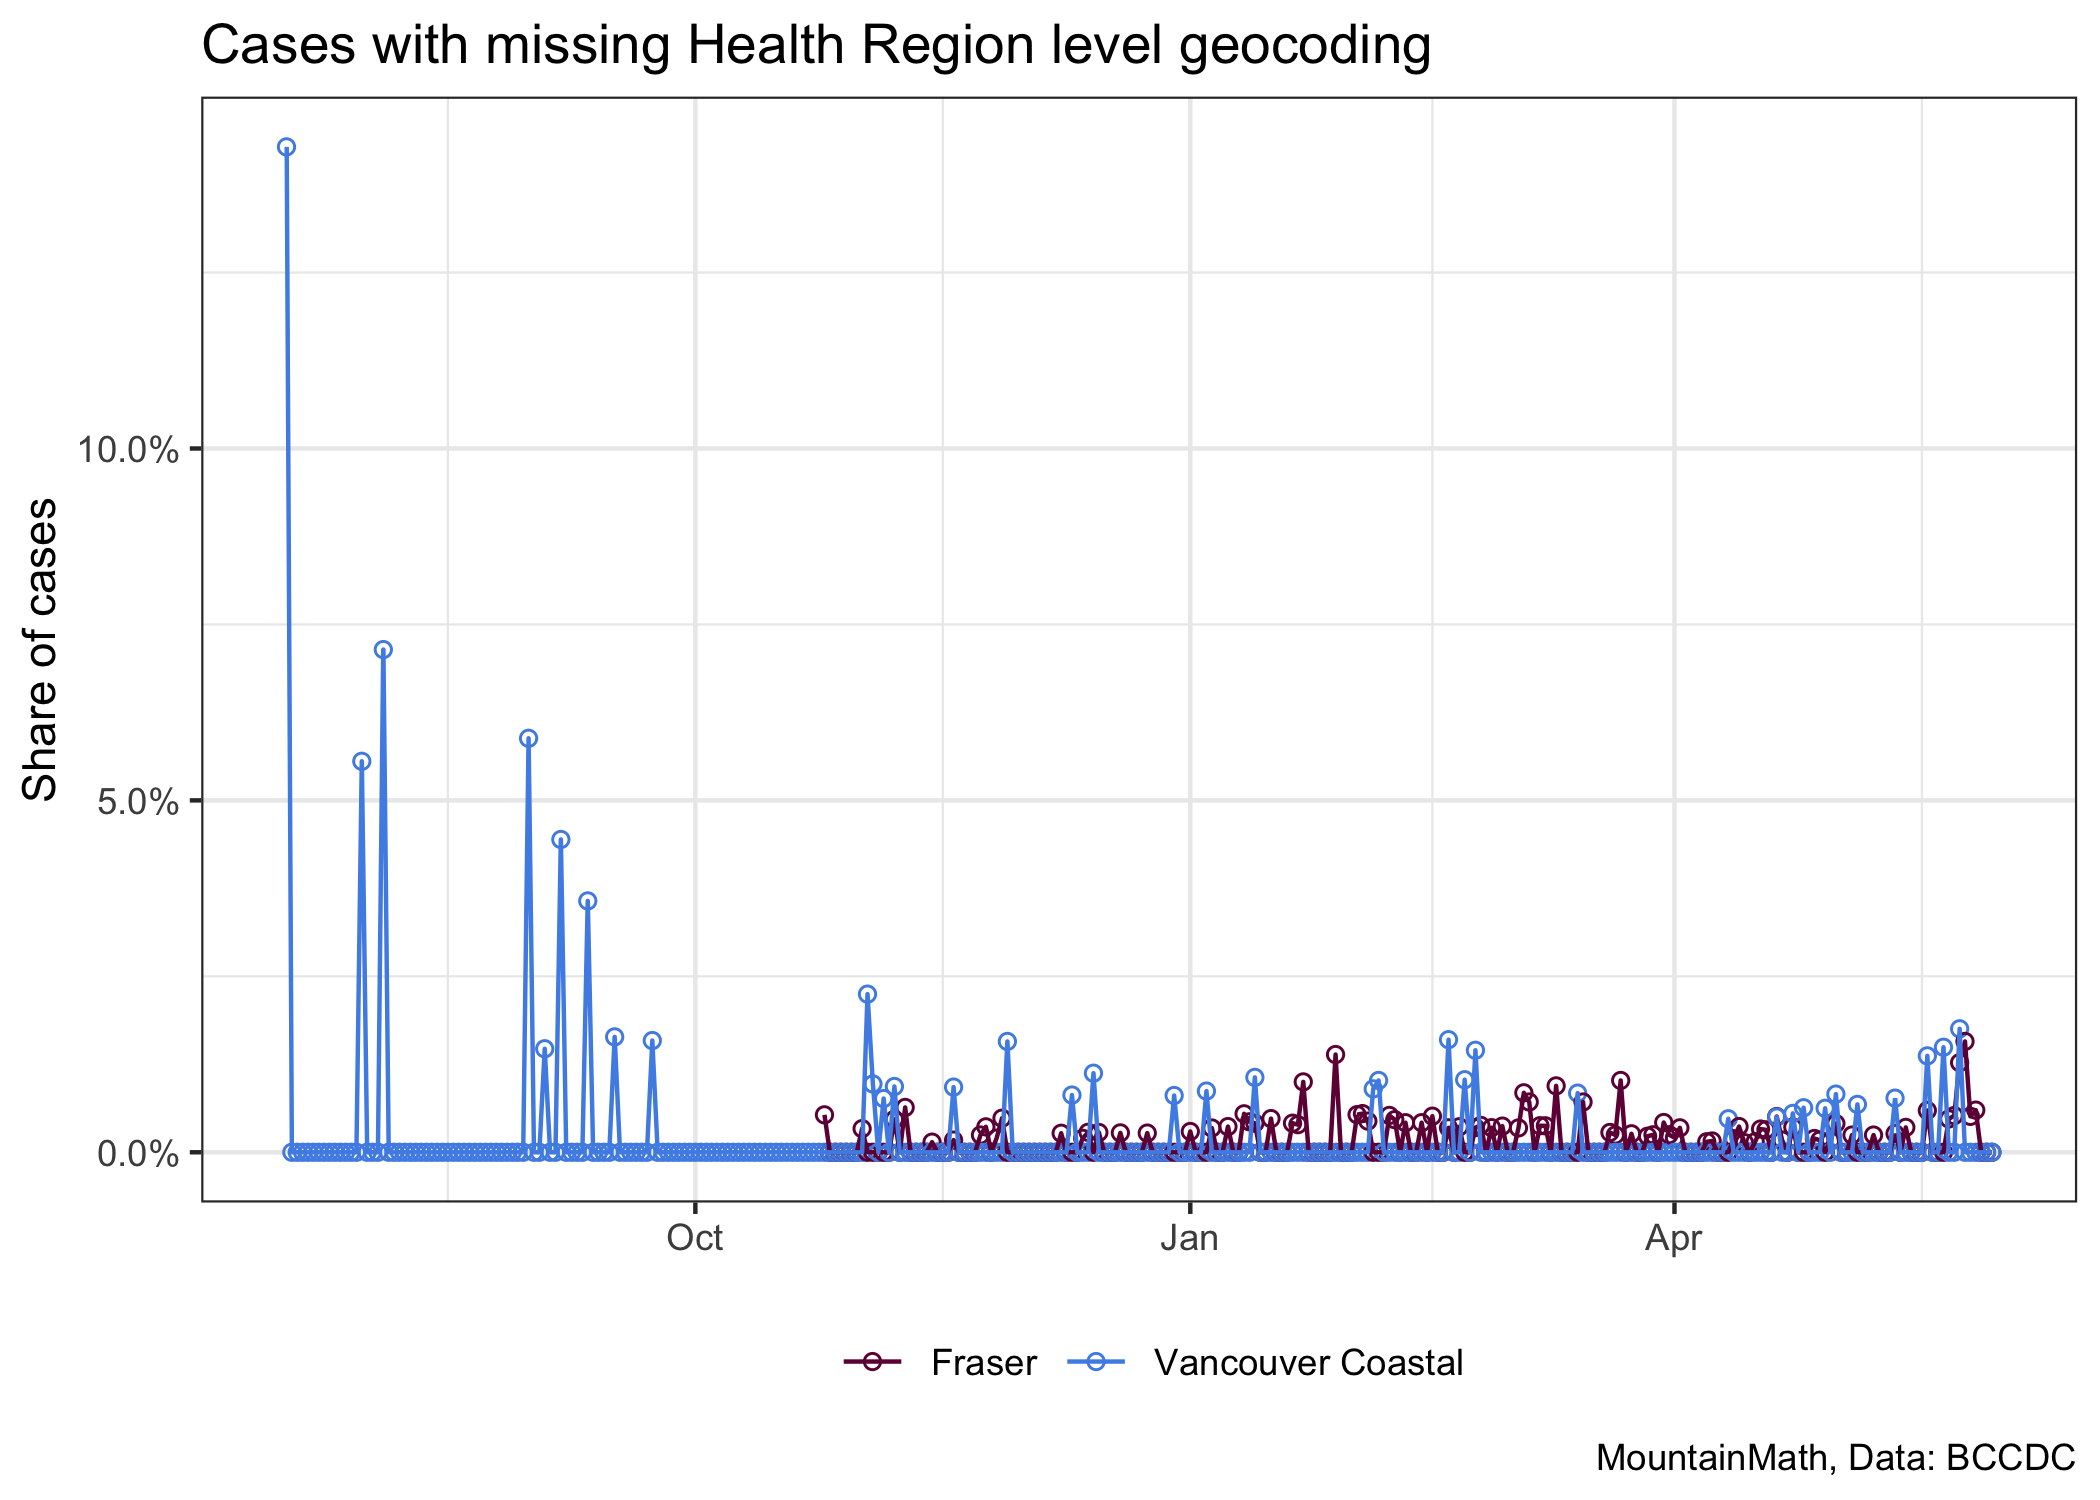 Cases with missing Health Region level geocoding
Share of cases
10.0%
5.0%
0.0%
Oct
Jan
Apr
Fraser
Vancouver Coastal
MountainMath, Data: BCCDC